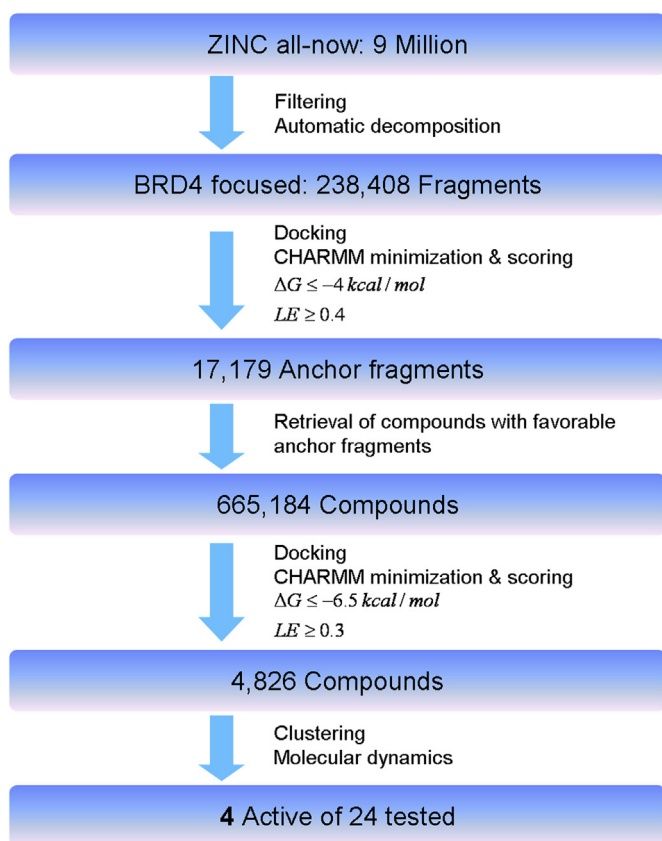 ZINC all-now: 9 Million
Filtering
Automatic decomposition
BRD4 focused: 238,408 Fragments
Docking
CHARMM minimization & scoring
ΔG ≤ −4 kcal / mol
LE ≥ 0.4
17,179 Anchor fragments
Retrieval of compounds with favorable
anchor fragments
665,184 Compounds
Docking
CHARMM minimization & scoring
ΔG ≤ −6.5 kcal / mol
LE ≥ 0.3
4,826 Compounds
Clustering
Molecular dynamics
4 Active of 24 tested